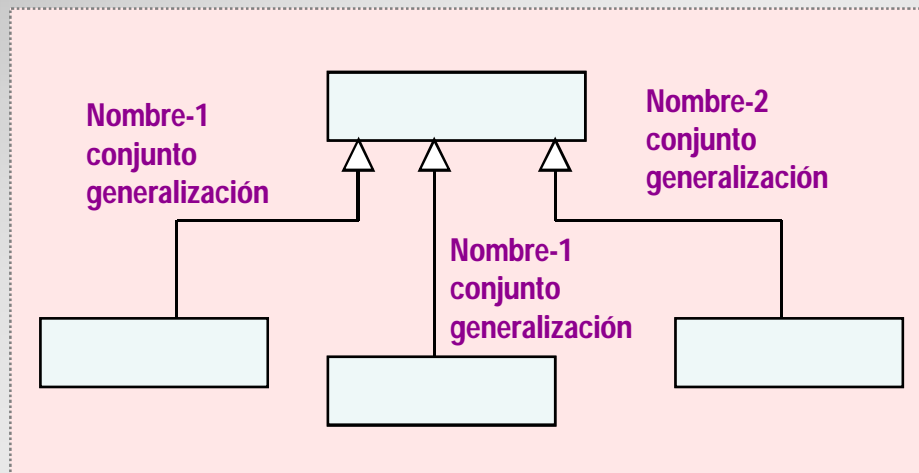 Nombre-1
conjunto
generalización
Nombre-2
conjunto
generalización
Nombre-1
conjunto
generalización